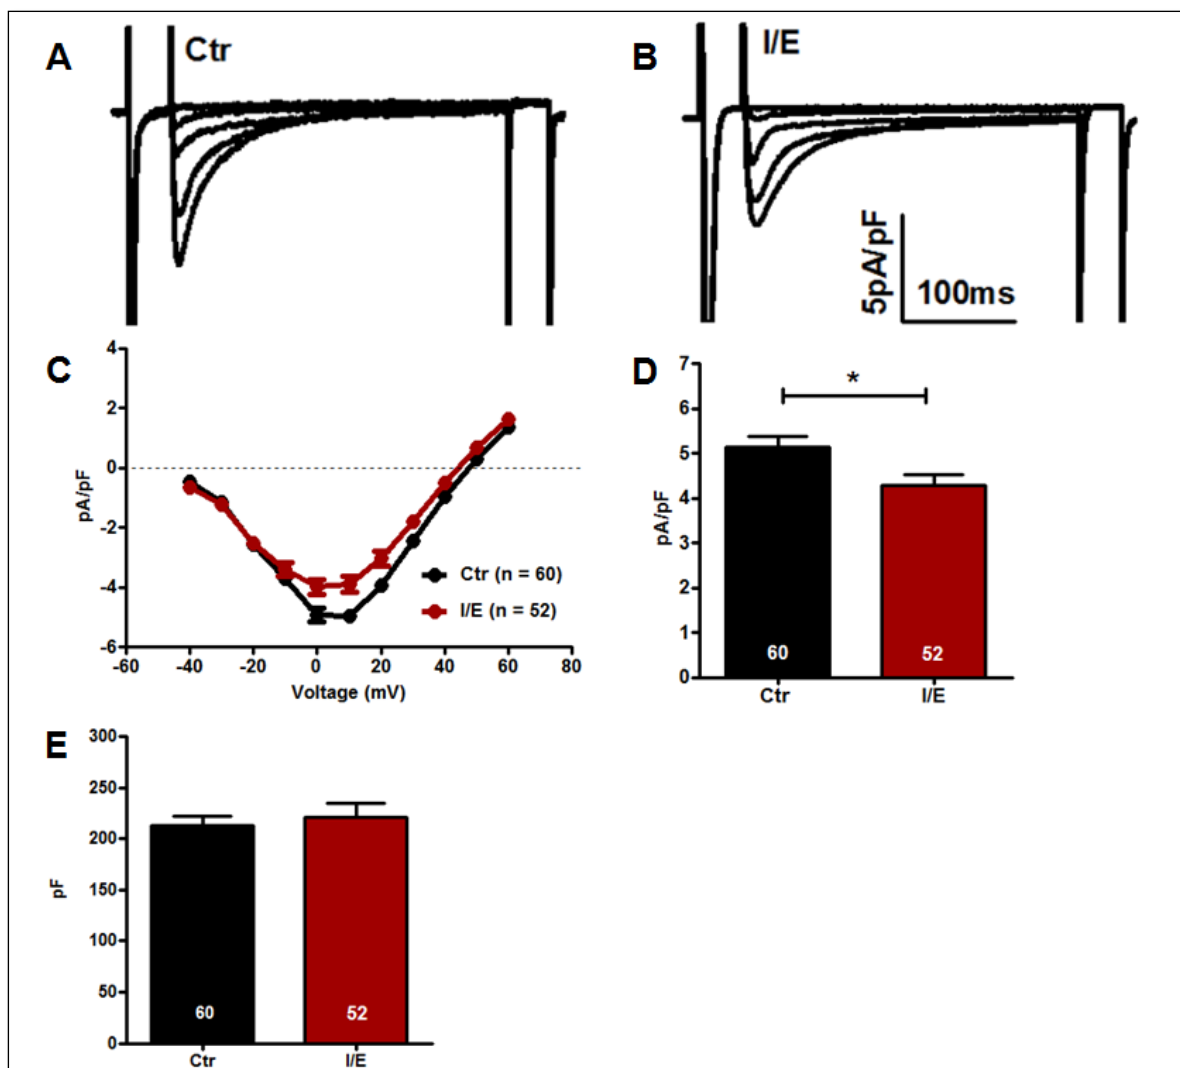 A
Ctr
B
I/E
5pA/pF
100ms
C
4
2
0
-2
-4
-6
pA/pF
-60
-40
-20
0
20
40
60
80
Voltage (mV)
Ctr (n = 60)
I/E (n = 52)
D
7
6
5
4
3
2
1
0
pA/pF
*
60
52
Ctr
I/E
E
300
250
200
150
100
50
0
pF
60
52
Ctr
I/E